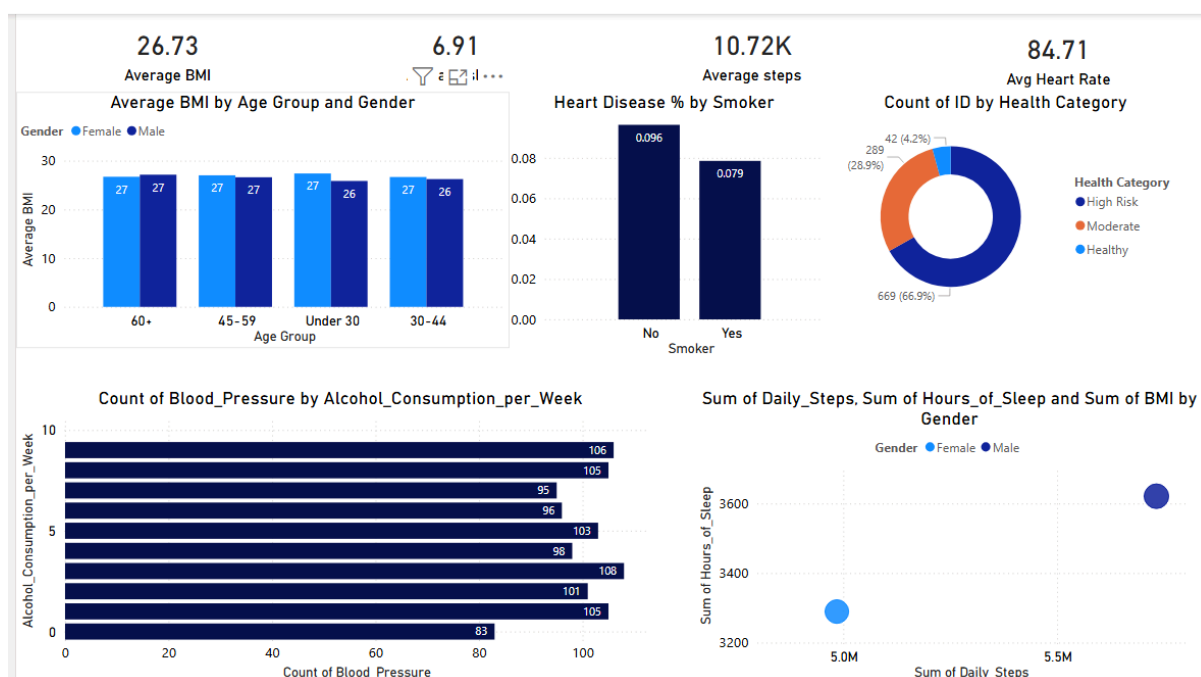 26.73
Average BMI
6.91
10.72K
Average steps
84.71
Avg Heart Rate
Average BMI by Age Group and Gender
Gender Female Male
Average BMI
30
20
10
0
27 27 27 27 27 26 27 26
60+ 45-59 Under 30 30-44
Age Group
Heart Disease % by Smoker
0.08
0.06
0.04
0.02
0.00
0.096
0.079
No Yes
Smoker
Count of ID by Health Category
42 (4.2%)
289
(28.9%)
669 (66.9%)
Health Category
High Risk
Moderate
Healthy
Count of Blood_Pressure by Alcohol_Consumption_per_Week
Alcohol_Consumption_per_Week
10
5
0
106
105
95
96
103
98
108
101
105
83
0 20 40 60 80 100
Count of Blood_Pressure
Sum of Daily_Steps, Sum of Hours_of_Sleep and Sum of BMI by
Gender
Gender Female Male
Sum of Hours_of_Sleep
3600
3400
3200
5.0M 5.5M
Sum of Daily_Steps